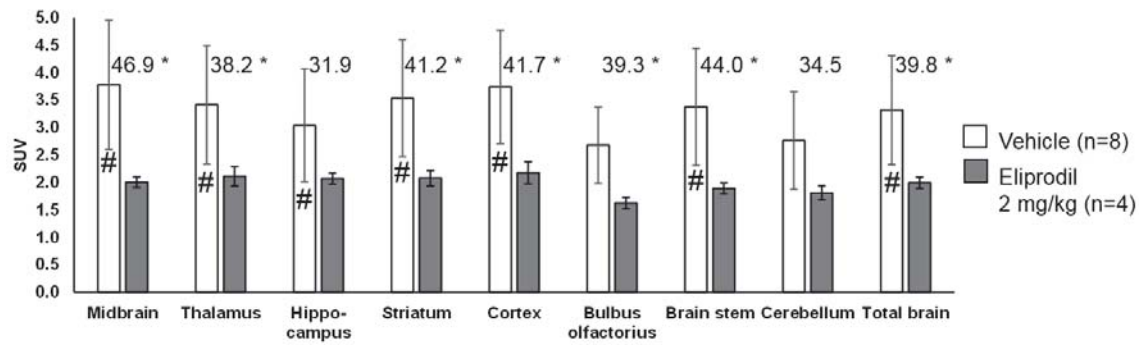 5.0
4.5
4.0
3.5
3.0
2.5
2.0
1.5
1.0
0.5
0.0
SUV
46.9 * 38.2 * 31.9 41.2 * 41.7 * 39.3 * 44.0 * 34.5 39.8 *
# # # # # # #
Midbrain Thalamus Hippo- Striatum Cortex Bulbus Brain stem Cerebellum Total brain
campus olfactorius
Vehicle (n=8)
Eliprodil
2 mg/kg (n=4)